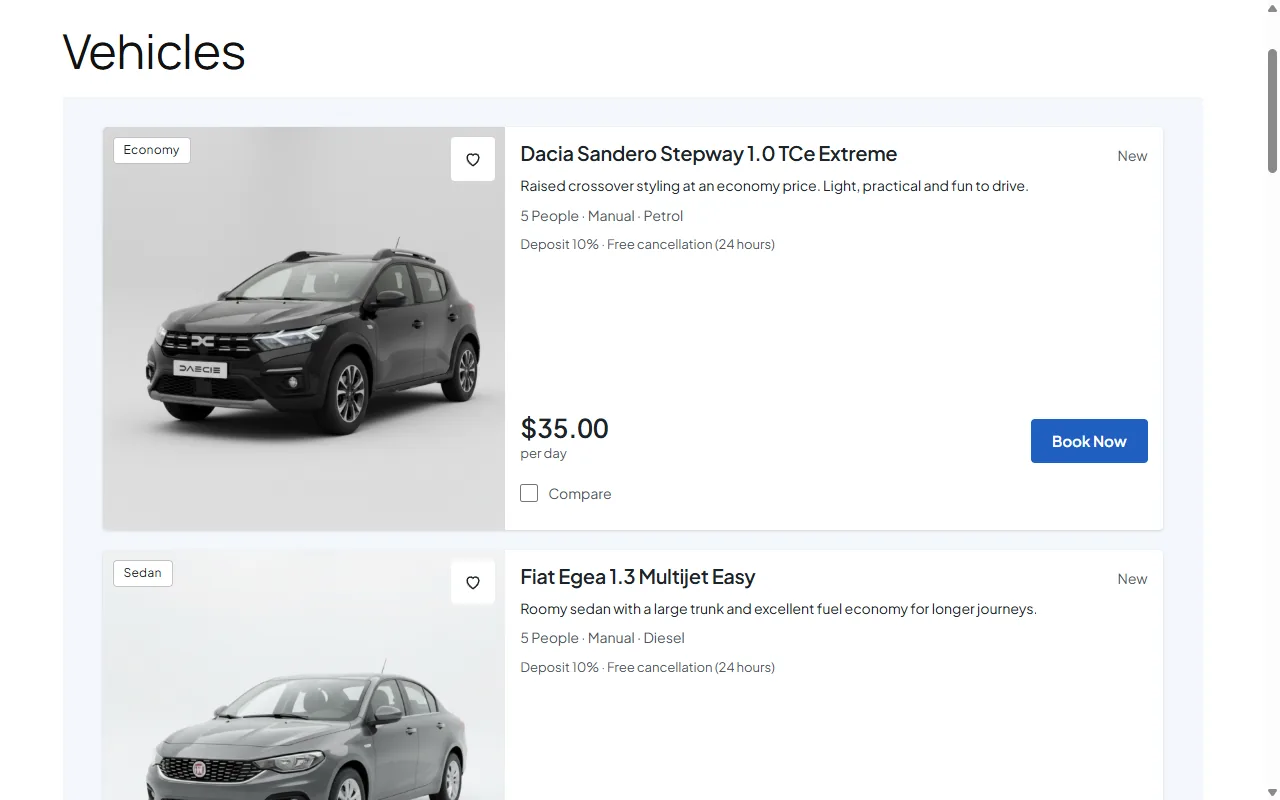 Vehicles
Economy
Dacia Sandero Stepway 1.0 TCe Extreme
New
Raised crossover styling at an economy price. Light, practical and fun to drive.
5 People · Manual · Petrol
Deposit 10% · Free cancellation (24 hours)
DAECIE
$35.00
per day
Book Now
Compare
Sedan
Fiat Egea 1.3 Multijet Easy
New
Roomy sedan with a large trunk and excellent fuel economy for longer journeys.
5 People · Manual · Diesel
Deposit 10% · Free cancellation (24 hours)